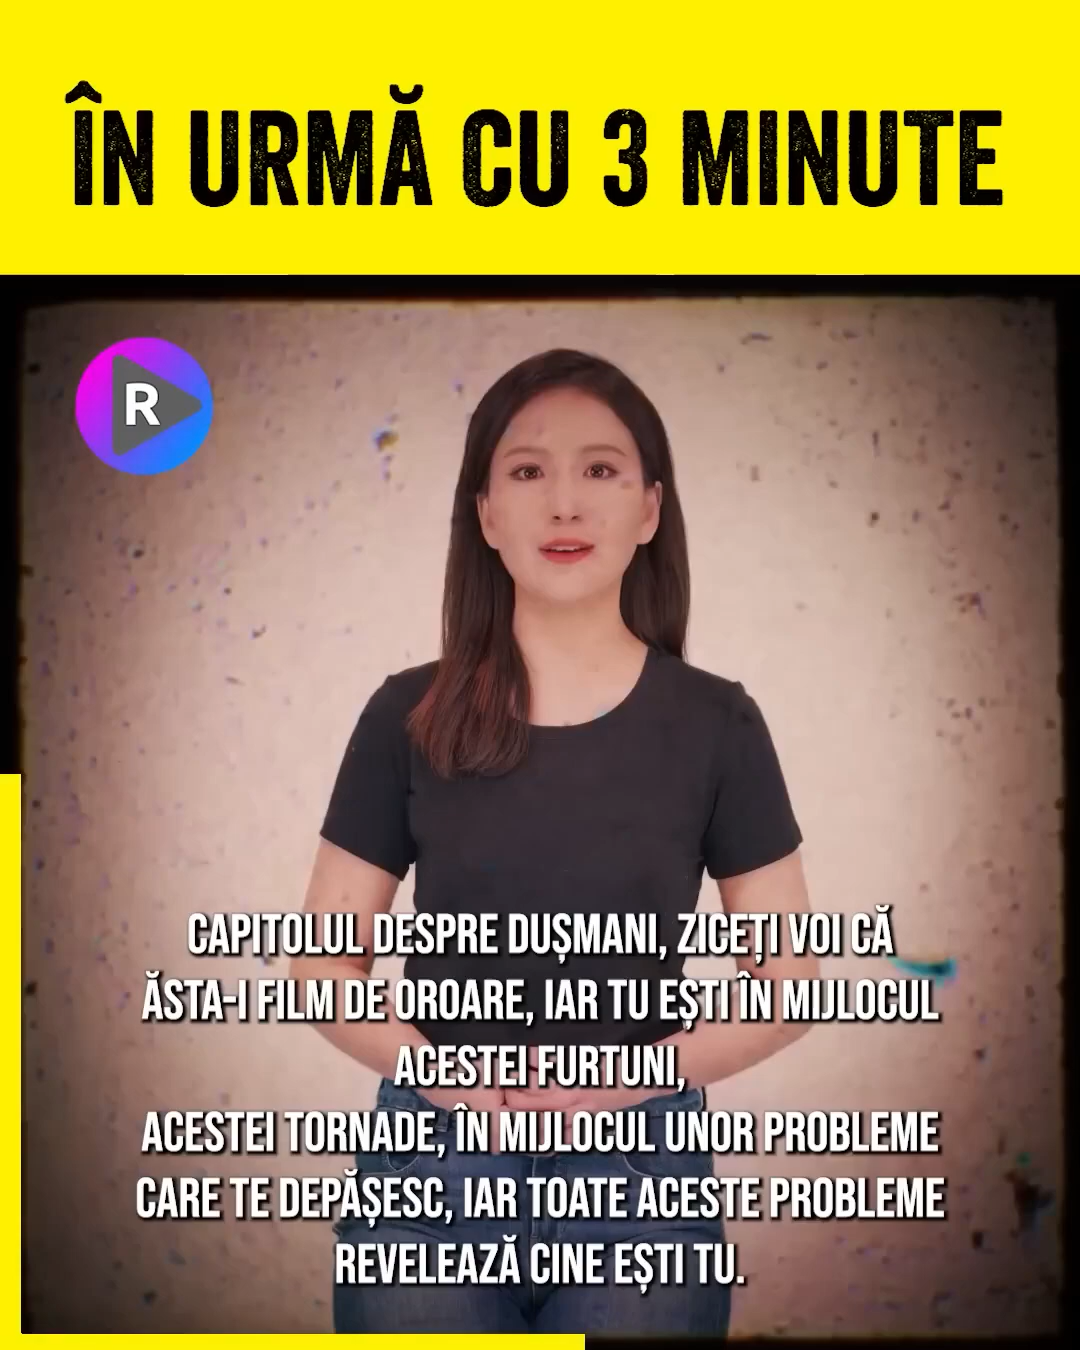 ÎN URMĂ CU 3 MINUTE
R
CAPITOLUL DESPRE DUȘMANI, ZICEȚI VOI CĂ
ĂSTA-I FILM DE OROARE, IAR TU EȘTI ÎN MIJLOCUL
ACESTEI FURTUNI,
ACESTEI TORNADE, ÎN MIJLOCUL UNOR PROBLEME
CARE TE DEPĂȘESC, IAR TOATE ACESTE PROBLEME
REVELEAZĂ CINE EȘTI TU.